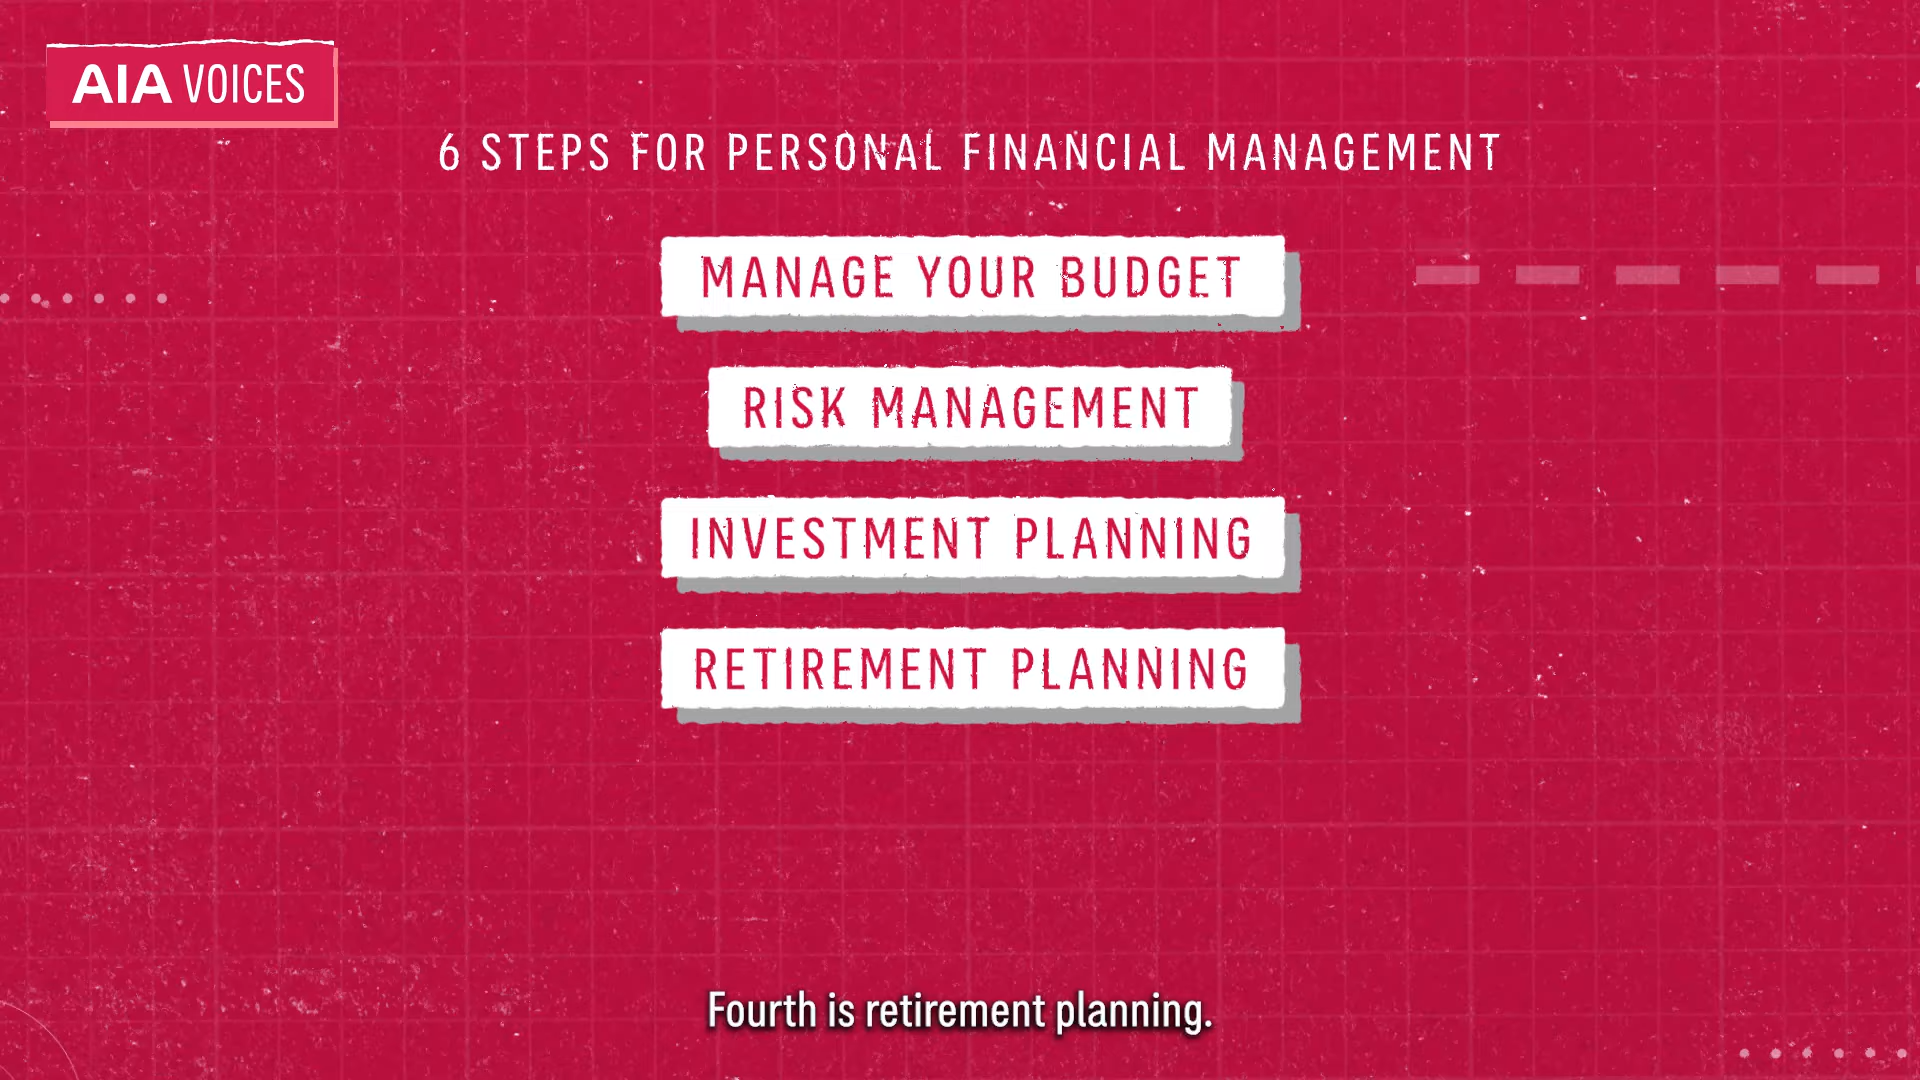 AIA VOICES
6 STEPS FOR PERSONAL FINANCIAL MANAGEMENT
MANAGE YOUR BUDGET
RISK MANAGEMENT
INVESTMENT PLANNING
RETIREMENT PLANNING
Fourth is retirement planning.